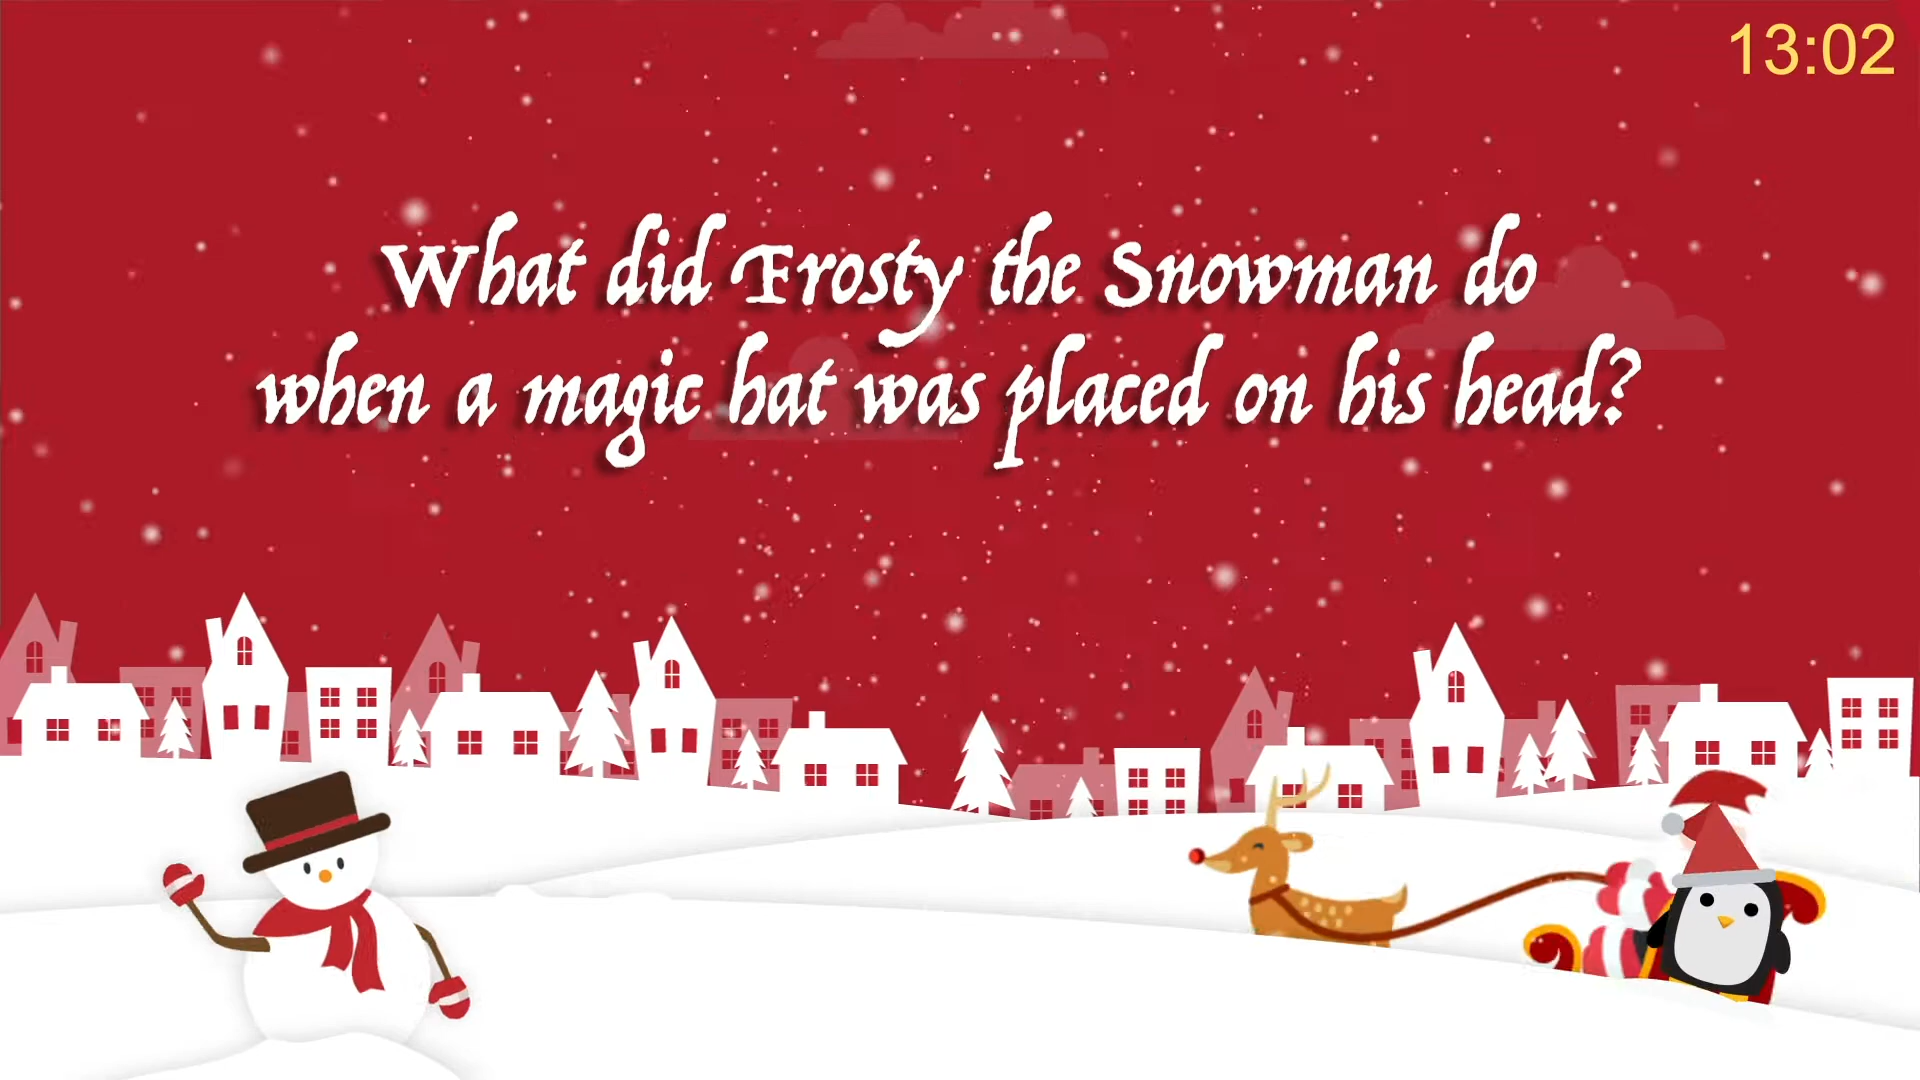 13:02
What did Frosty the Snowman do
when a magic hat was placed on his head?